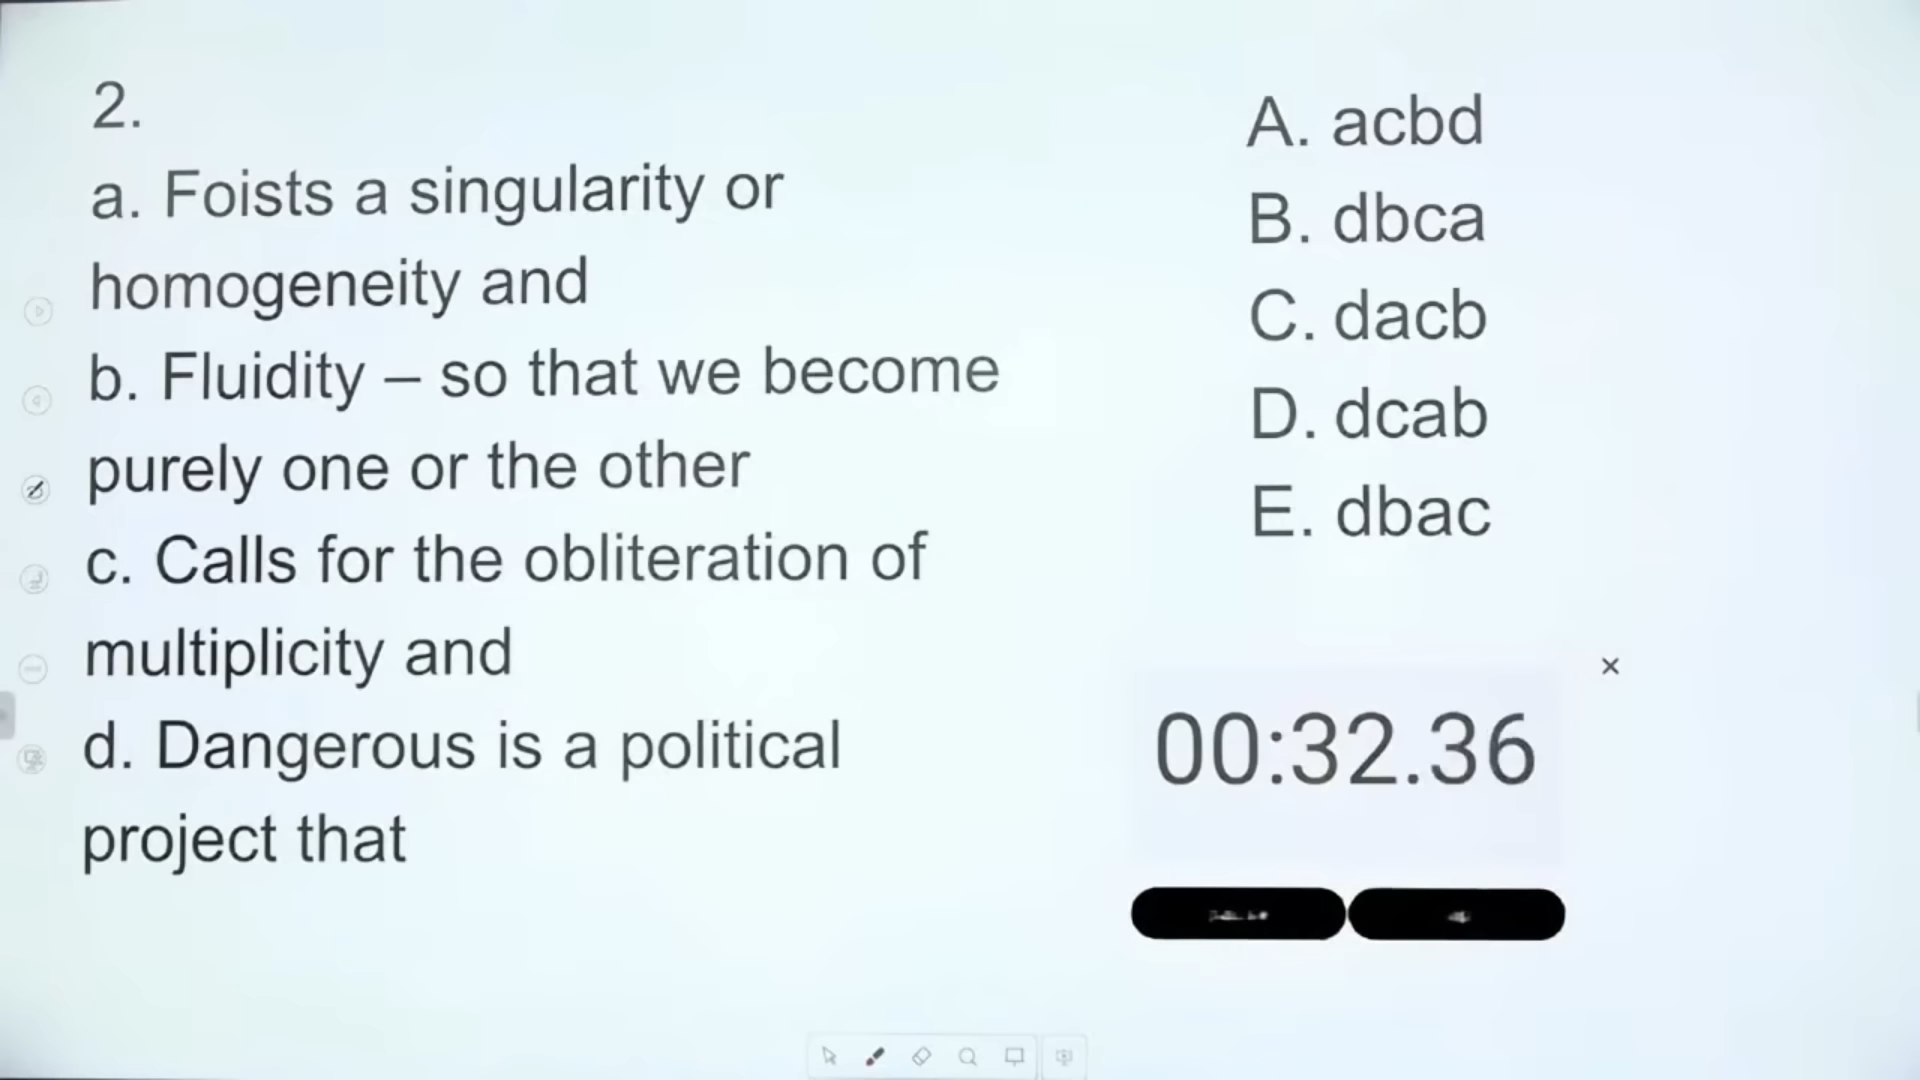 2.
a. Foists a singularity or
homogeneity and
b. Fluidity – so that we become
purely one or the other
c. Calls for the obliteration of
multiplicity and
d. Dangerous is a political
project that
A. acbd
B. dbca
C. dacb
D. dcab
E. dbac
00:32.36